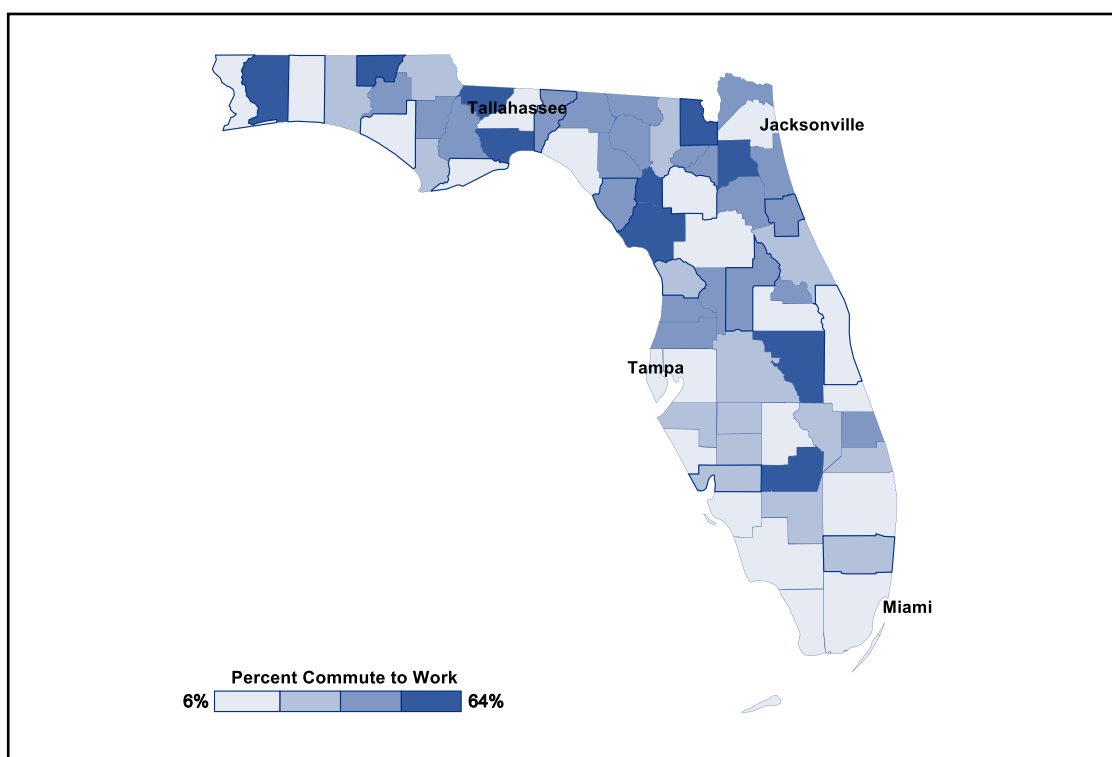 Tallahassee
Jacksonville
Tampa
Miami
Percent Commute to Work
6% 64%